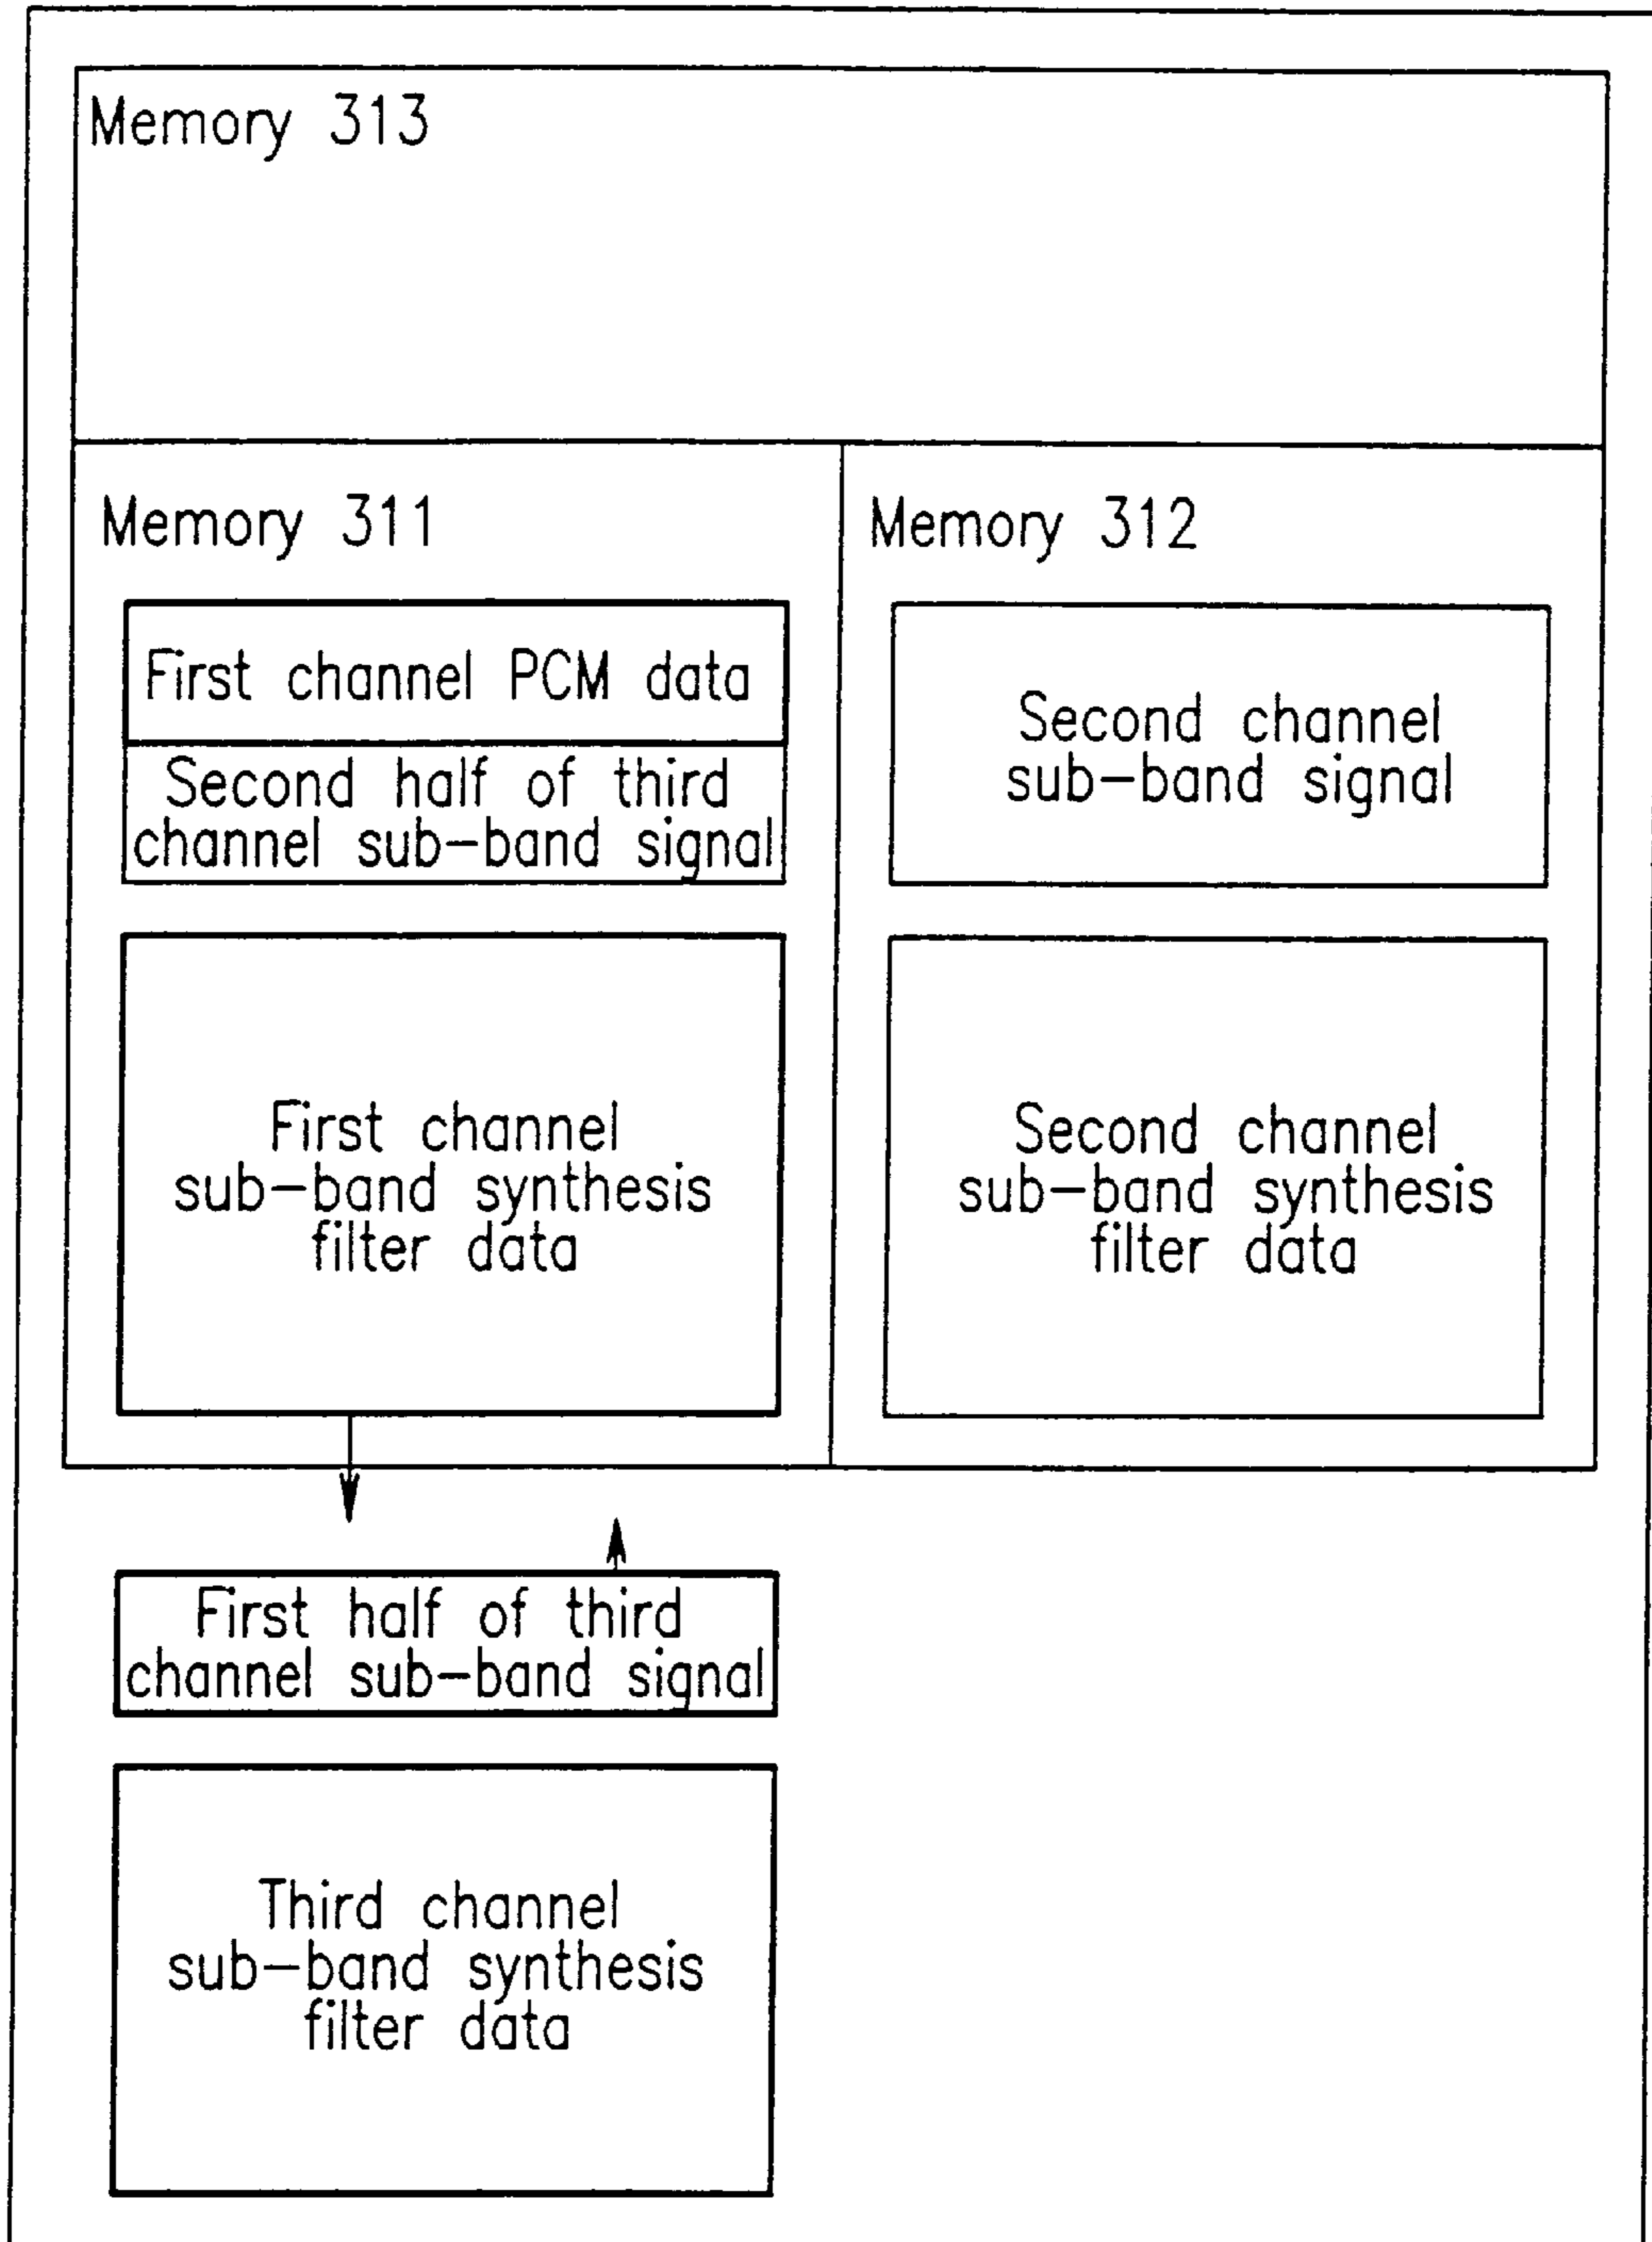 Memory 313
Memory 311
First channel PCM data
Second half of third
channel sub-band signal
First channel
sub-band synthesis
filter data
Memory 312
Second channel
sub-band signal
Second channel
sub-band synthesis
filter data
First half of third
channel sub-band signal
Third channel
sub-band synthesis
filter data